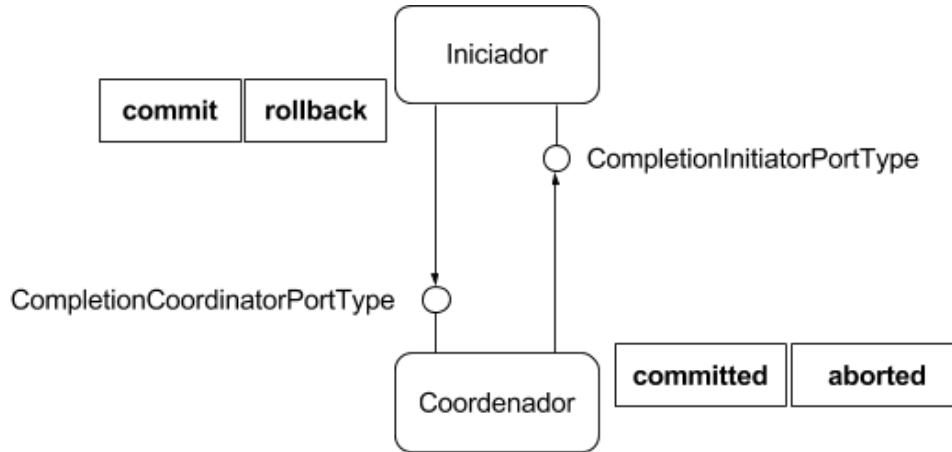 Iniciador
commit rollback
CompletionInitiatorPortType
CompletionCoordinatorPortType
committed aborted
Coordenador